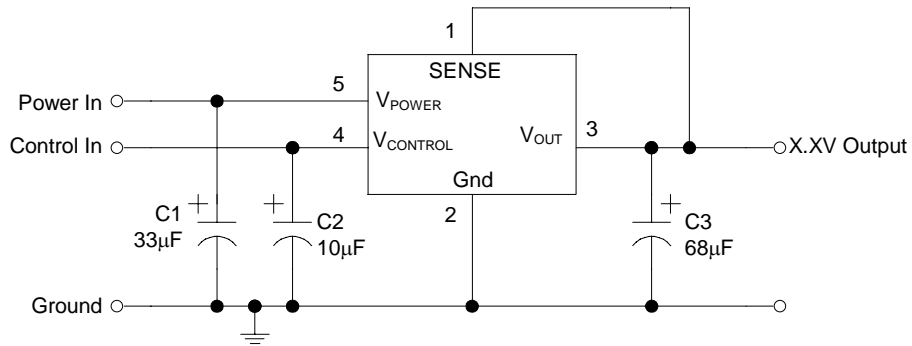 1
SENSE
5
Power In
VPOWER
4
Control In
VCONTROL
VOUT
3
X.XV Output
Gnd
2
+
C1
33μF
+
C2
10μF
+
C3
68μF
Ground